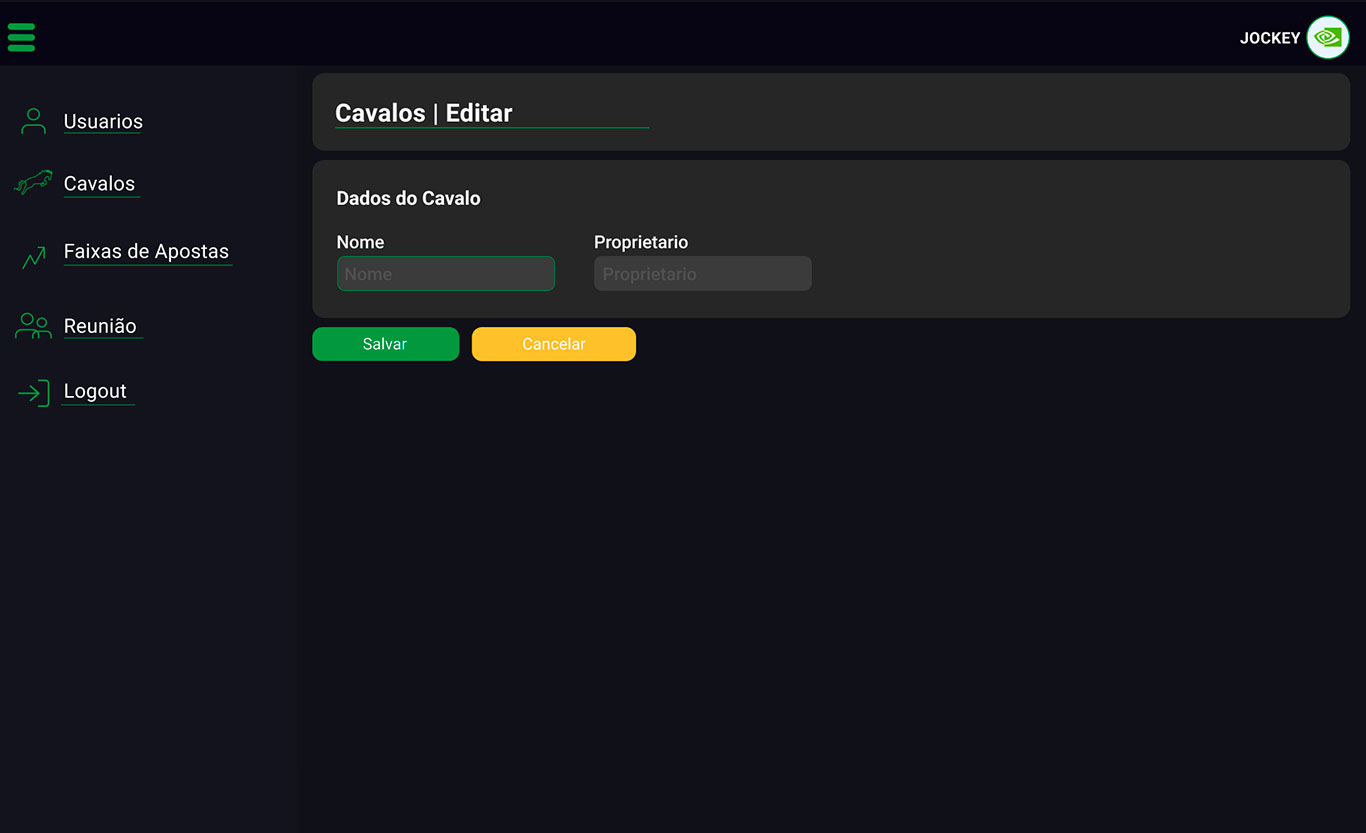 JOCKEY
Usuarios
Cavalos
Faixas de Apostas
Reunião
Logout
Cavalos | Editar
Dados do Cavalo
Nome
Proprietario
Nome
Proprietario
Salvar
Cancelar